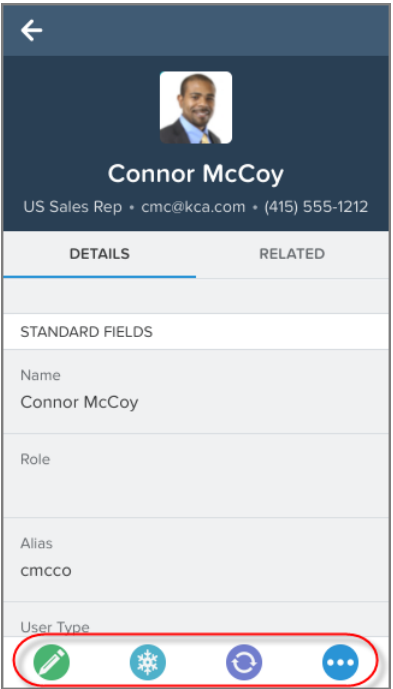 Connor McCoy
US Sales Rep • cmc@kca.com • (415) 555-1212
DETAILS RELATED
STANDARD FIELDS
Name
Connor McCoy
Role
Alias
cmcco
User Type